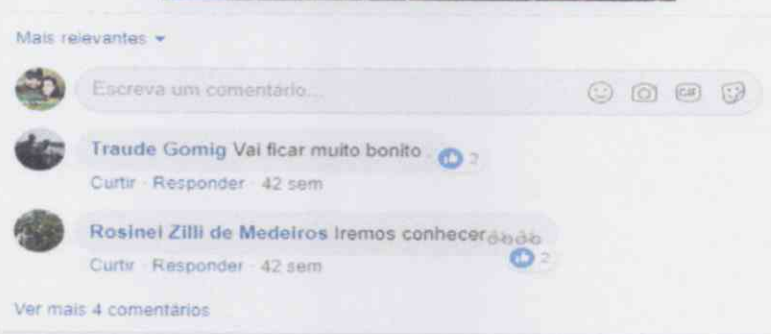 Mais relevantes
Escreva um comentário...
GIF
Traude Gomig Vai ficar muito bonito . 2
Curtir · Responder · 42 sem
Rosinei Zilli de Medeiros Iremos conhecer👍👍 2
Curtir · Responder · 42 sem
Ver mais 4 comentários